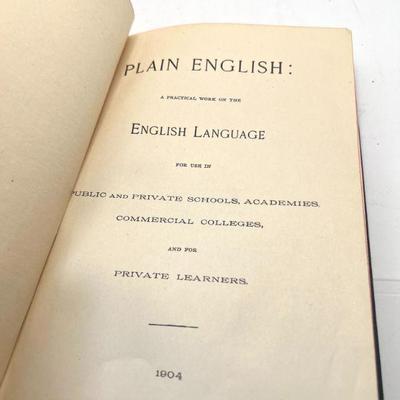 PLAIN ENGLISH:
A PRACTICAL WORK ON THE
ENGLISH LANGUAGE
FOR USE IN
PUBLIC AND PRIVATE SCHOOLS, ACADEMIES,
COMMERCIAL COLLEGES,
AND FOR
PRIVATE LEARNERS.
1904